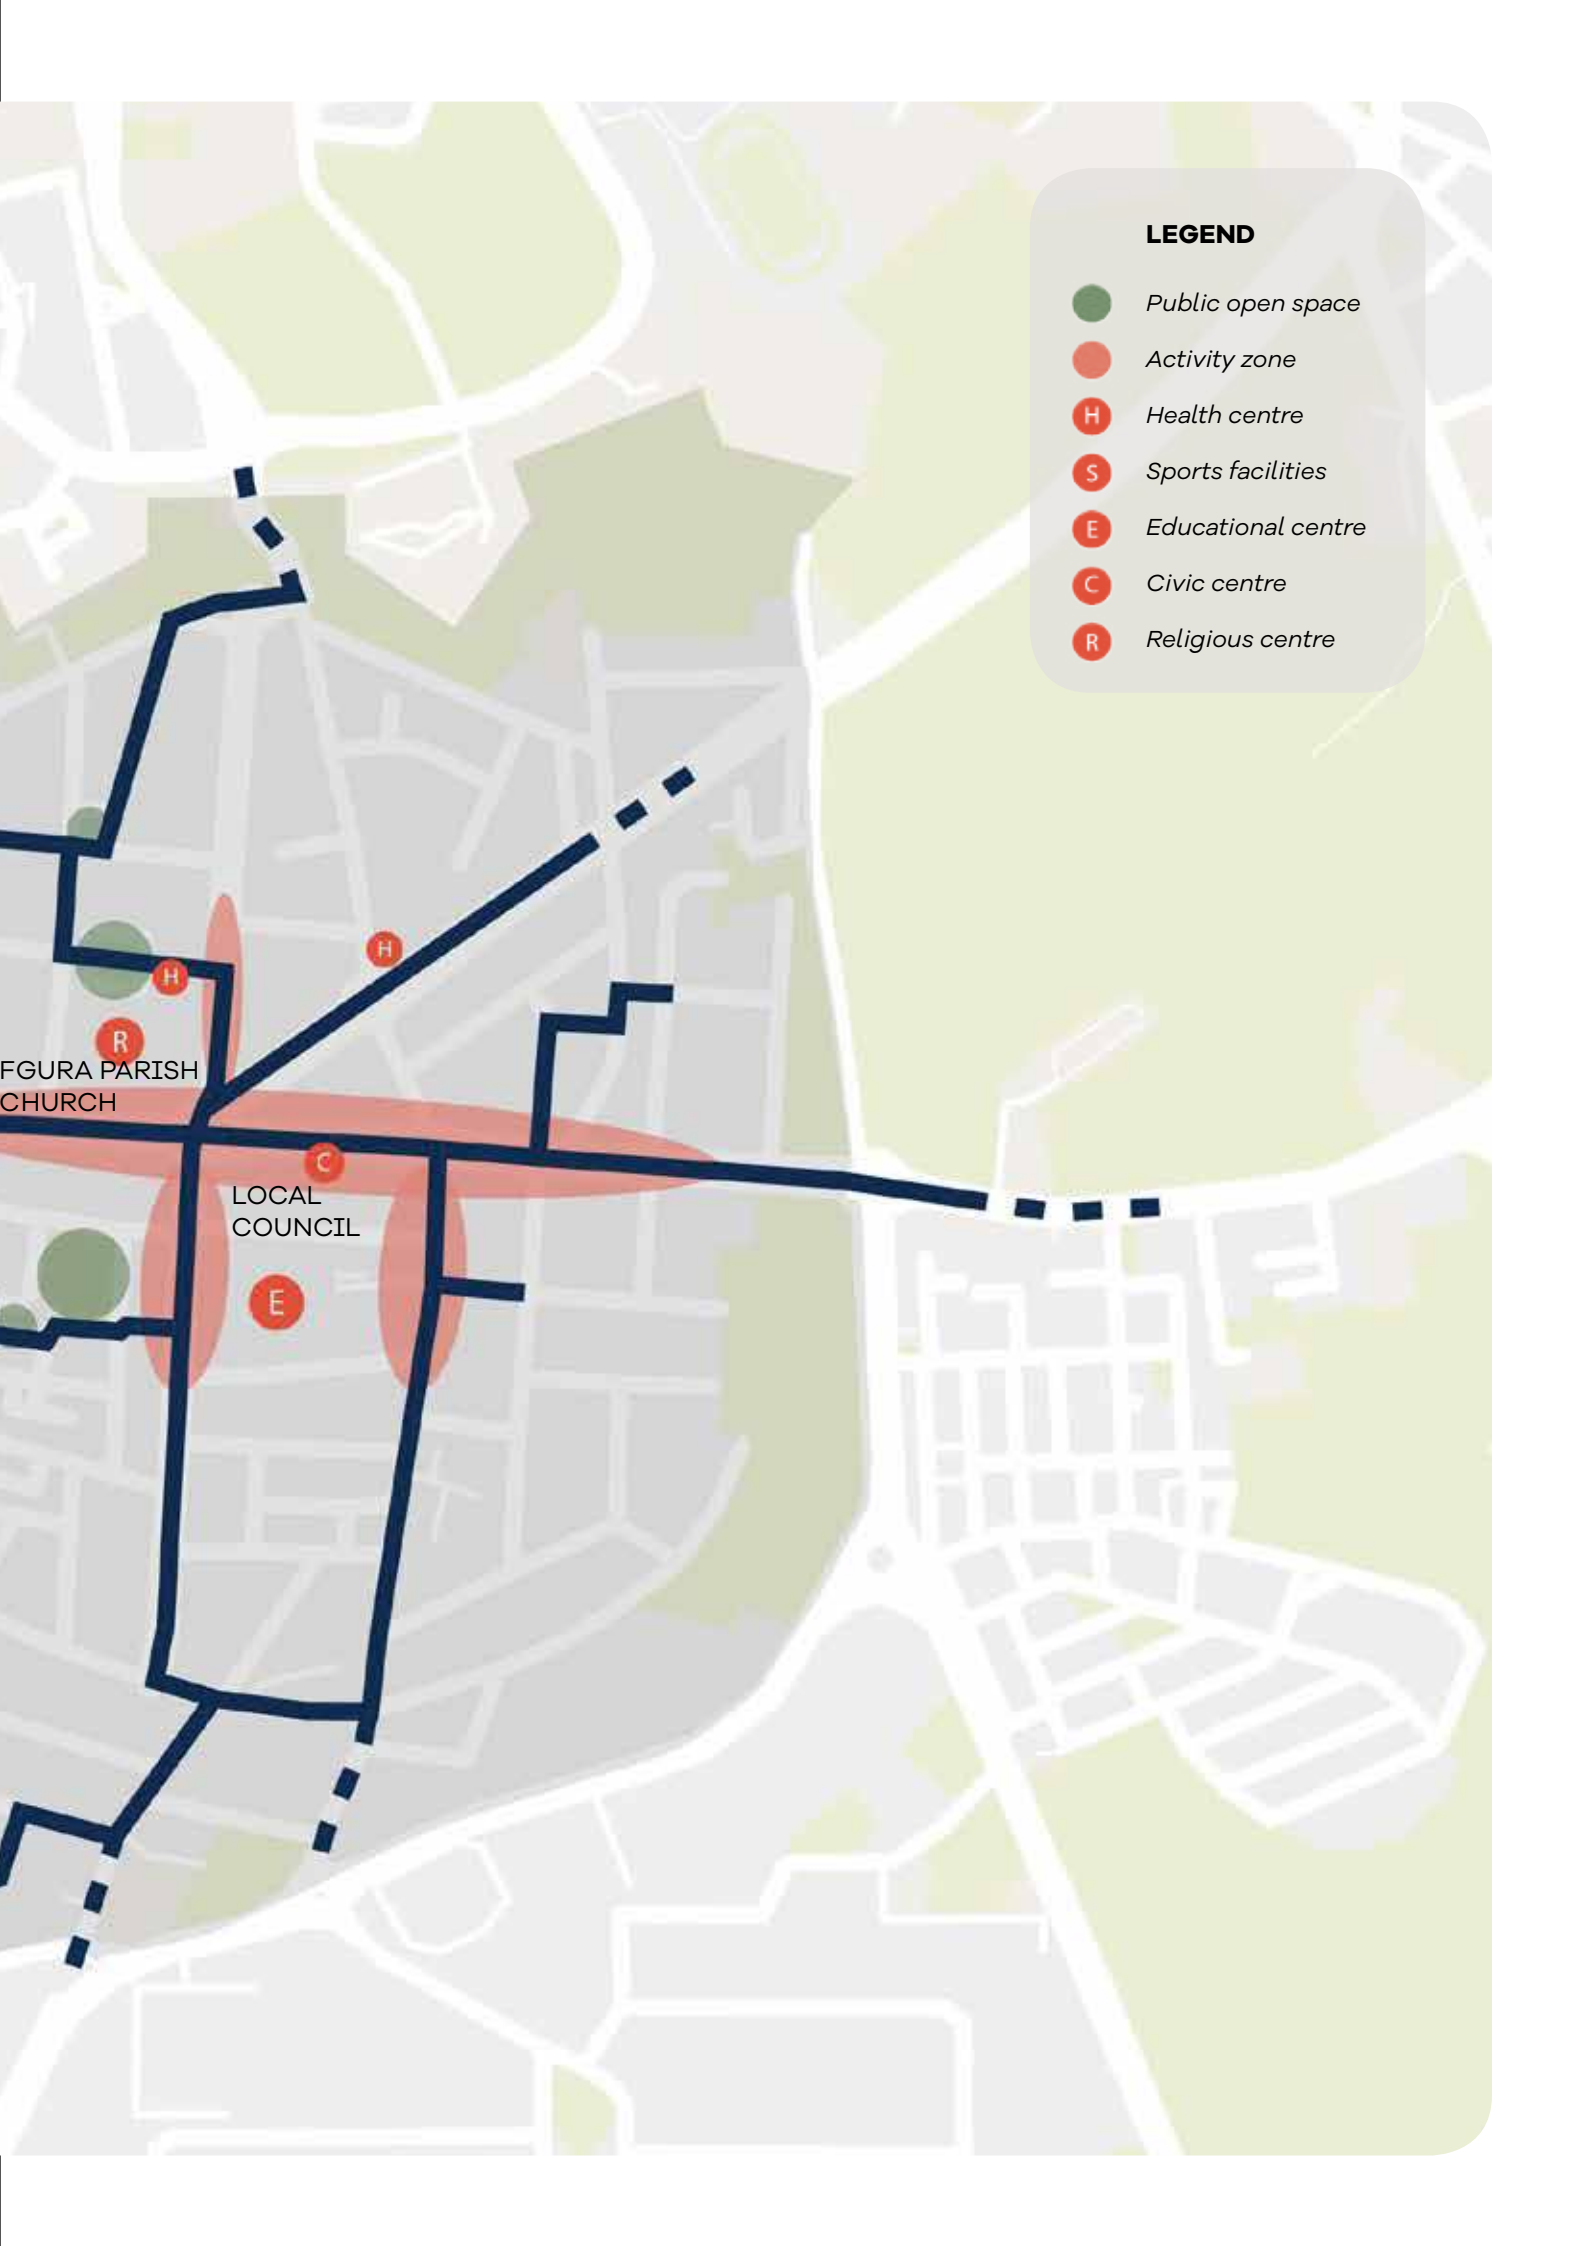 LEGEND
Public open space
Activity zone
H Health centre
S Sports facilities
E Educational centre
C Civic centre
R Religious centre
H
H
R
FGURA PARISH
CHURCH
C
LOCAL
COUNCIL
E